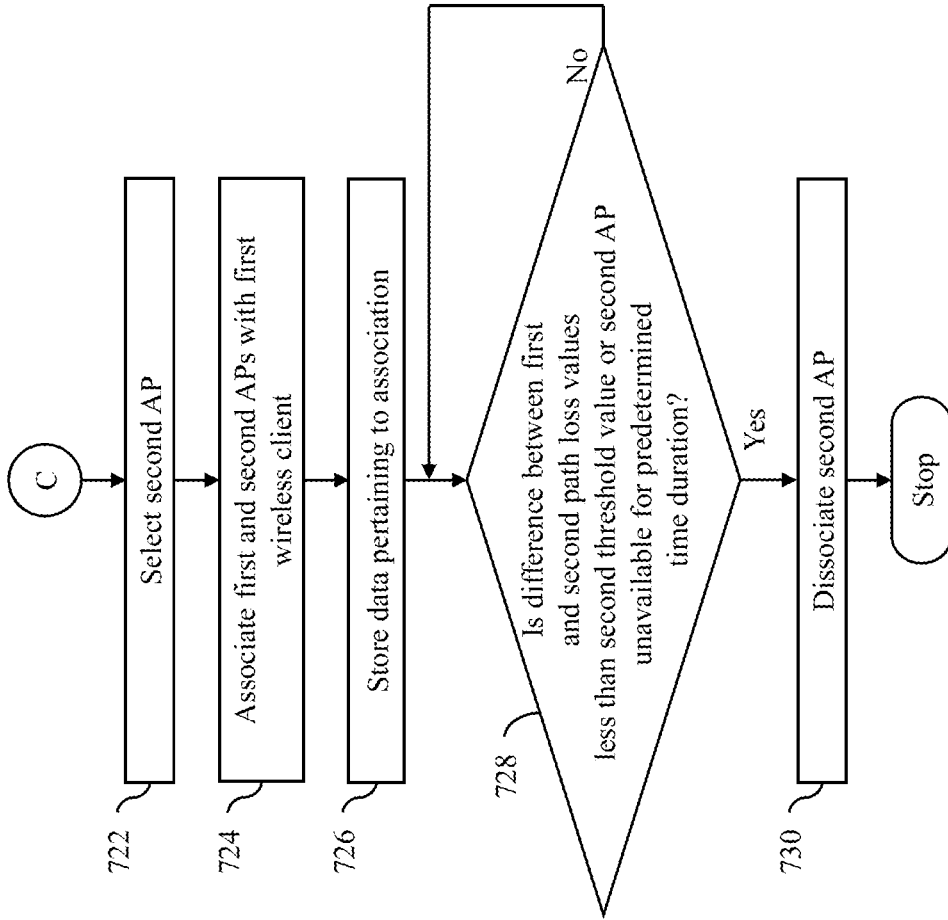 C
722
Select second AP
724
Associate first and second APs with first
wireless client
726
Store data pertaining to association
728
Is difference between first
and second path loss values
less than second threshold value or second AP
unavailable for predetermined
time duration?
No
Yes
730
Dissociate second AP
Stop